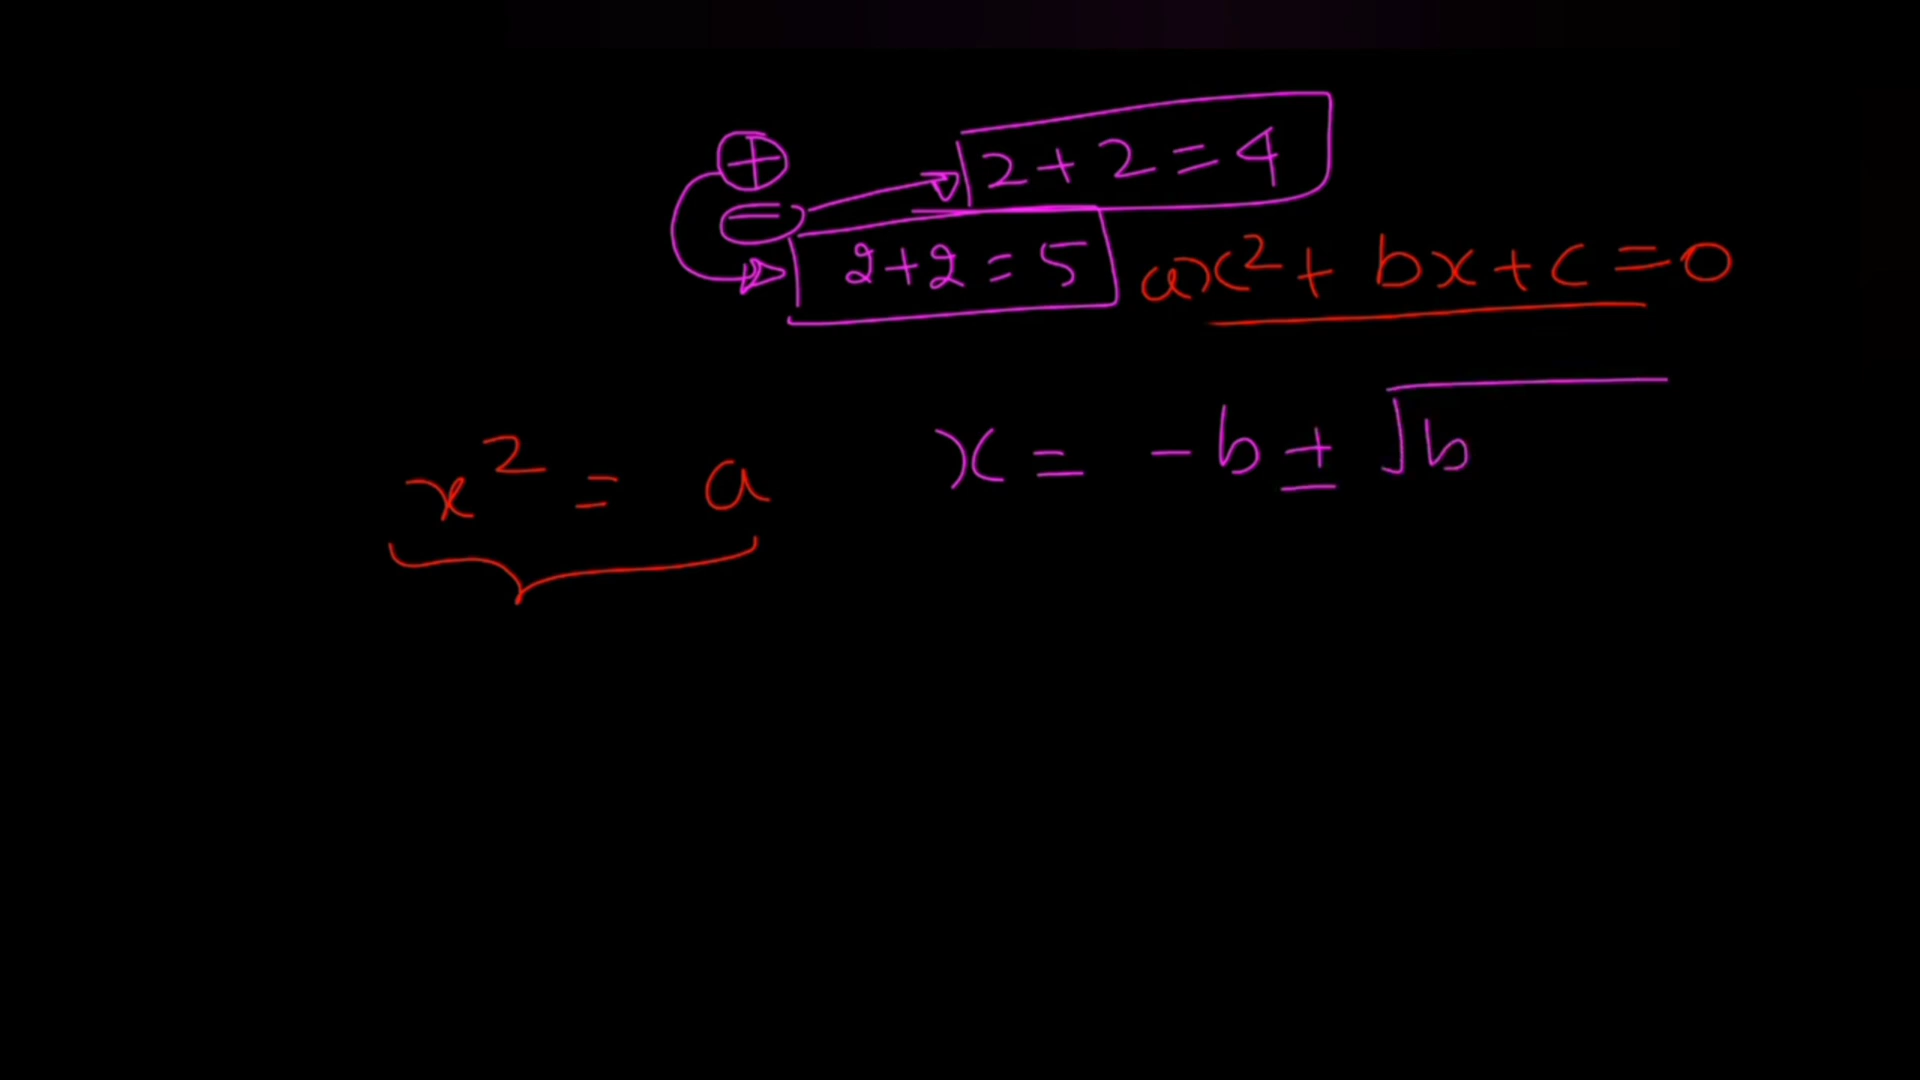 + 2 + 2 = 4
=
2 + 2 = 5
ax² + bx + c = 0
x² = a
x = -b ± √b